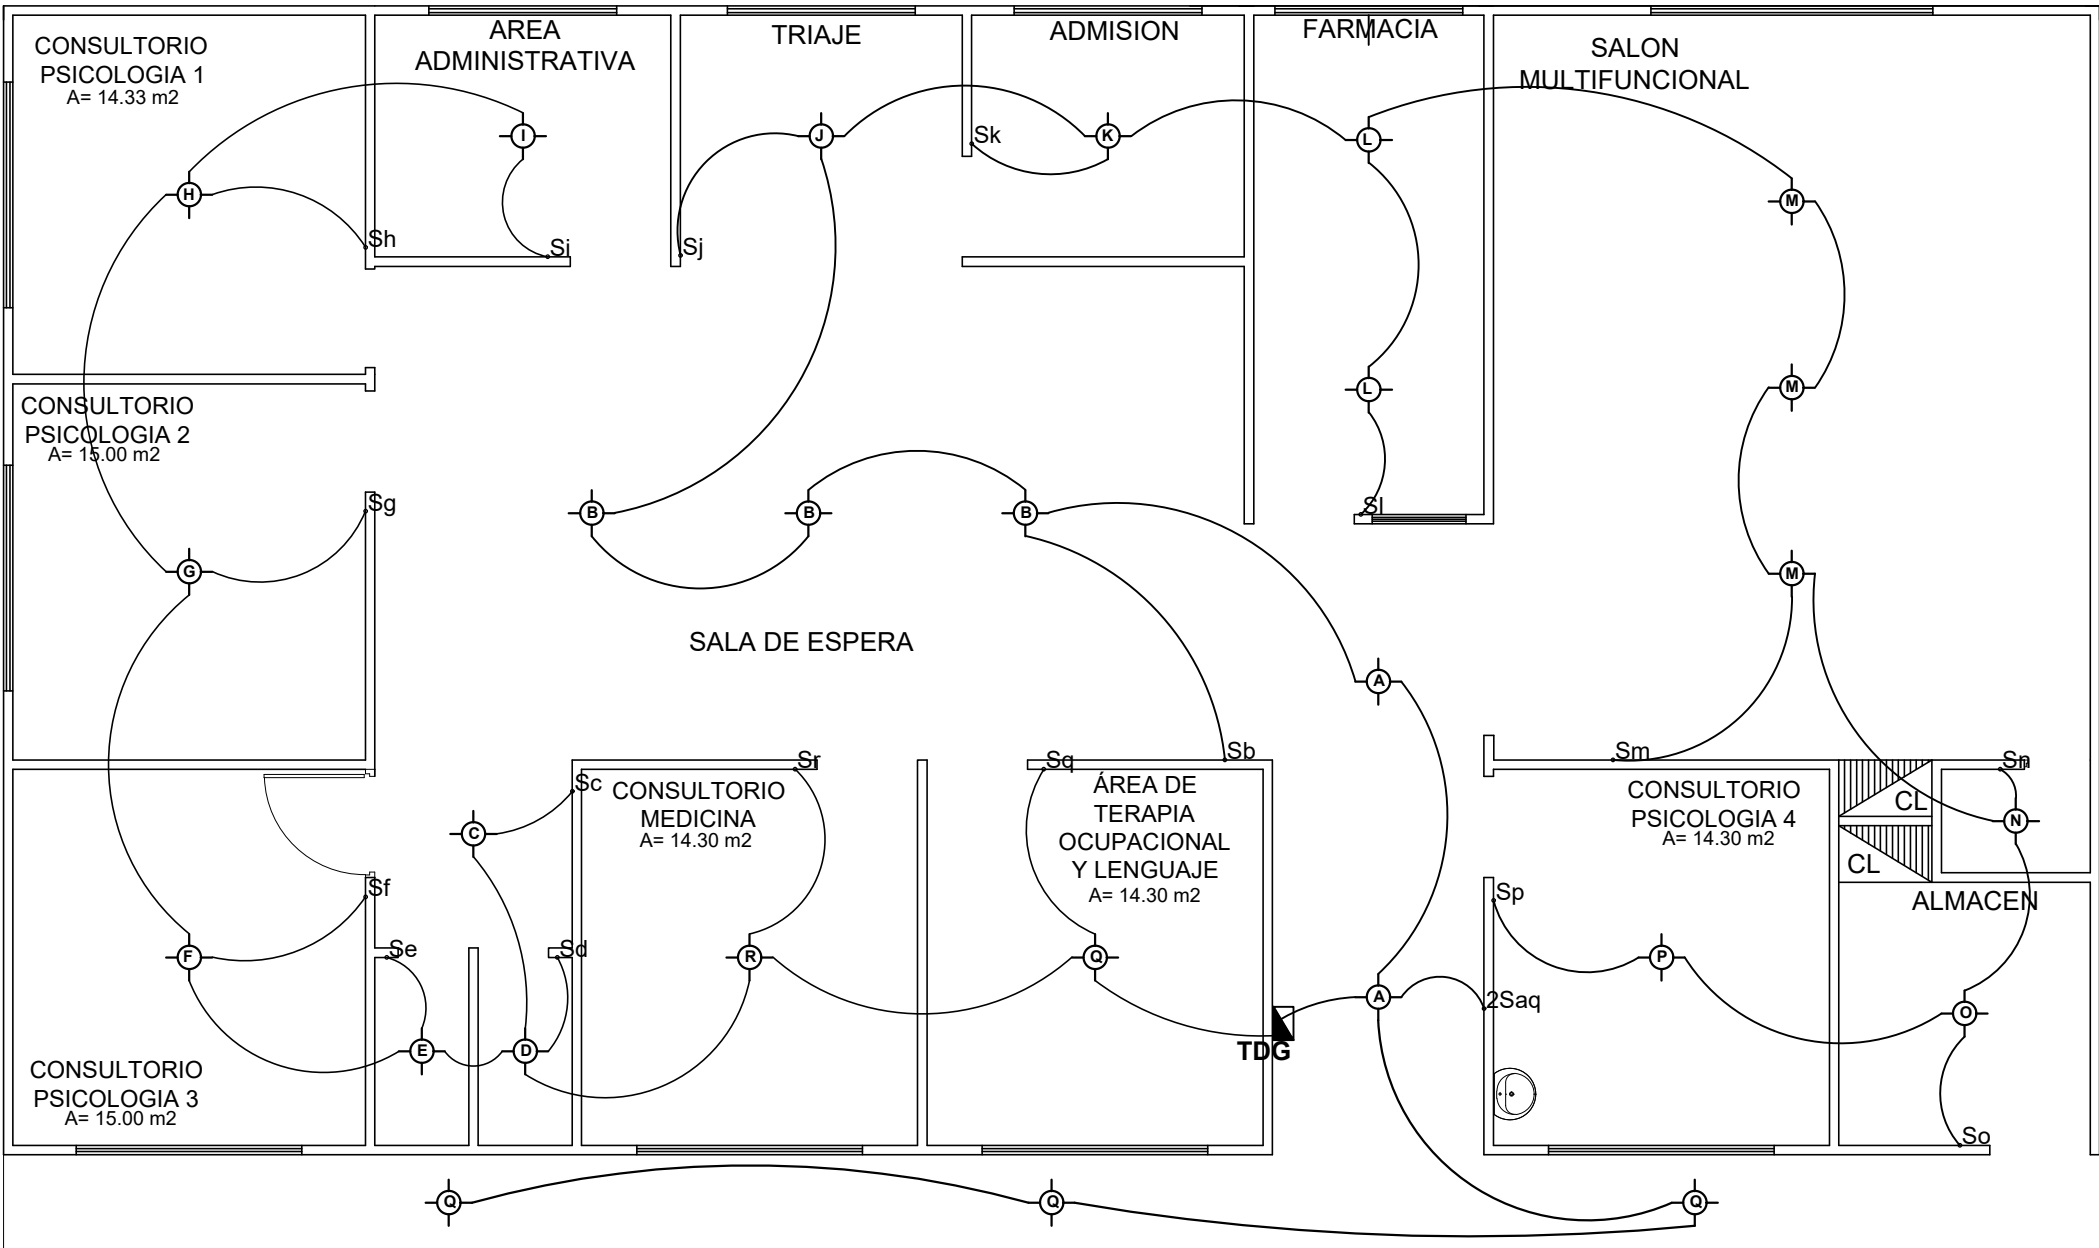 CONSULTORIO
PSICOLOGIA 1
A= 14.33 m2
AREA
ADMINISTRATIVA
TRIAJE
ADMISION
FARMACIA
SALON
MULTIFUNCIONAL
I
J
Sk
K
L
H
M
Sh
Si
Sj
L
M
CONSULTORIO
PSICOLOGIA 2
A= 15.00 m2
Sg
B
B
B
Sl
G
M
SALA DE ESPERA
A
Sr
Sq
Sb
Sm
Sn
Sc
CONSULTORIO
MEDICINA
A= 14.30 m2
ÁREA DE
TERAPIA
OCUPACIONAL
Y LENGUAJE
A= 14.30 m2
CONSULTORIO
PSICOLOGIA 4
A= 14.30 m2
CL
CL
N
C
Sf
Sp
ALMACEN
Se
Sd
F
R
Q
P
A
2Saq
O
E
D
TDG
CONSULTORIO
PSICOLOGIA 3
A= 15.00 m2
So
Q
Q
Q